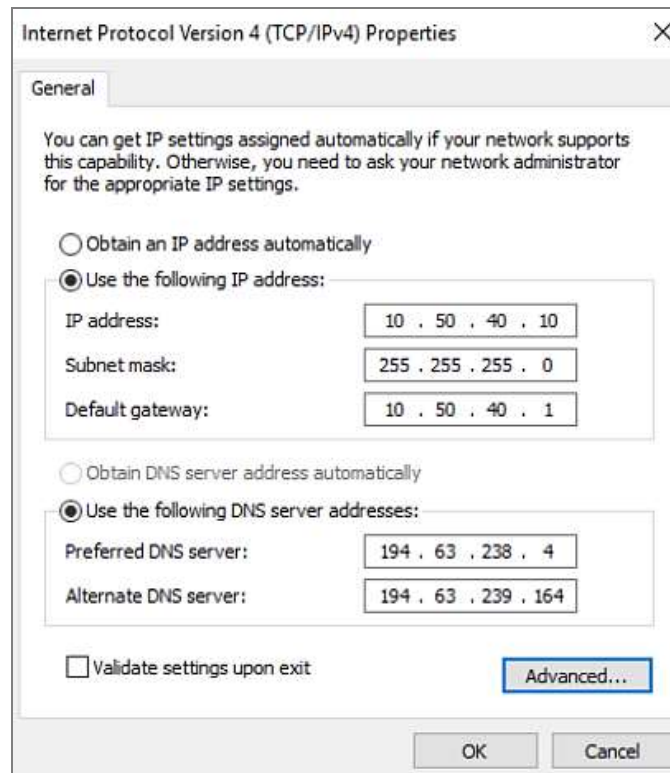 Internet Protocol Version 4 (TCP/IPv4) Properties
General
You can get IP settings assigned automatically if your network supports
this capability. Otherwise, you need to ask your network administrator
for the appropriate IP settings.
Obtain an IP address automatically
Use the following IP address:
IP address: 10 . 50 . 40 . 10
Subnet mask: 255 . 255 . 255 . 0
Default gateway: 10 . 50 . 40 . 1
Obtain DNS server address automatically
Use the following DNS server addresses:
Preferred DNS server: 194 . 63 . 238 . 4
Alternate DNS server: 194 . 63 . 239 . 164
Validate settings upon exit
Advanced...
OK Cancel